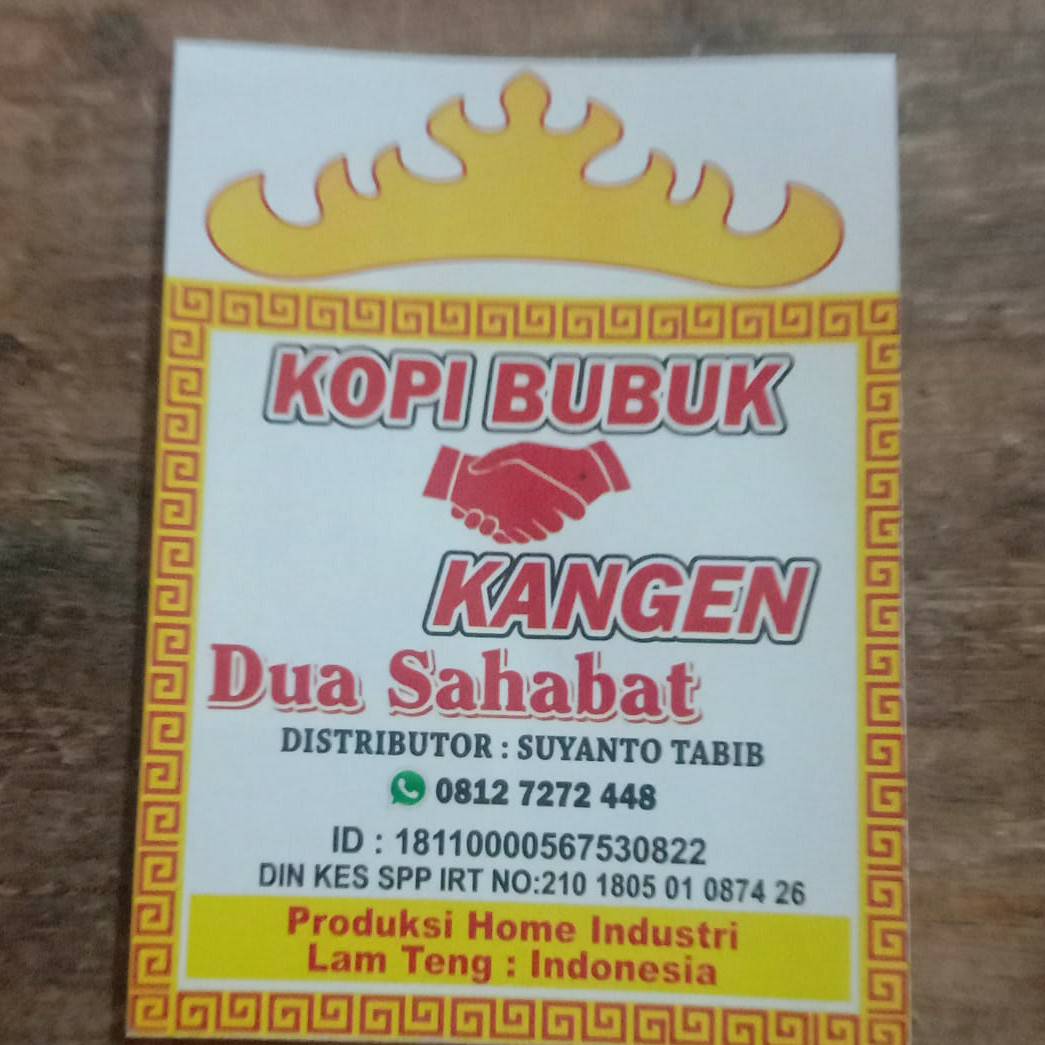 KOPI BUBUK
KANGEN
Dua Sahabat
DISTRIBUTOR : SUYANTO TABIB
0812 7272 448
ID : 18110000567530822
DIN KES SPP IRT NO:210 1805 01 0874 26
Produksi Home Industri
Lam Teng : Indonesia